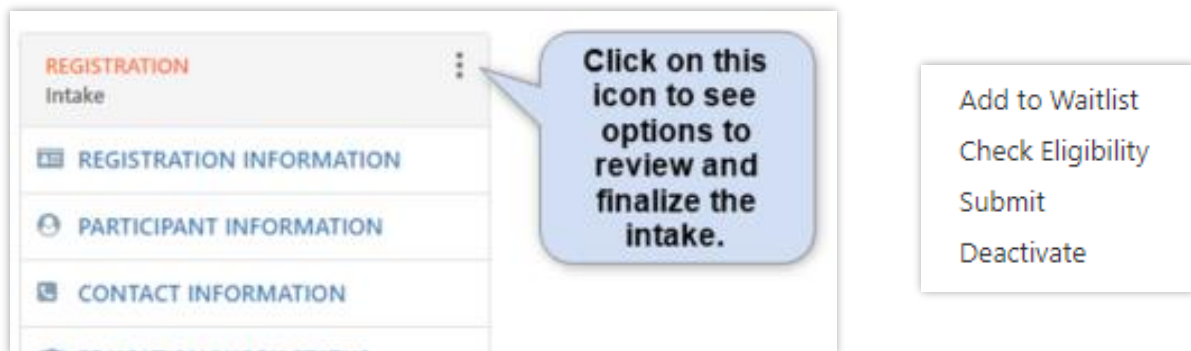 REGISTRATION
Intake
REGISTRATION INFORMATION
PARTICIPANT INFORMATION
CONTACT INFORMATION
Click on this
icon to see
options to
review and
finalize the
intake.
Add to Waitlist
Check Eligibility
Submit
Deactivate